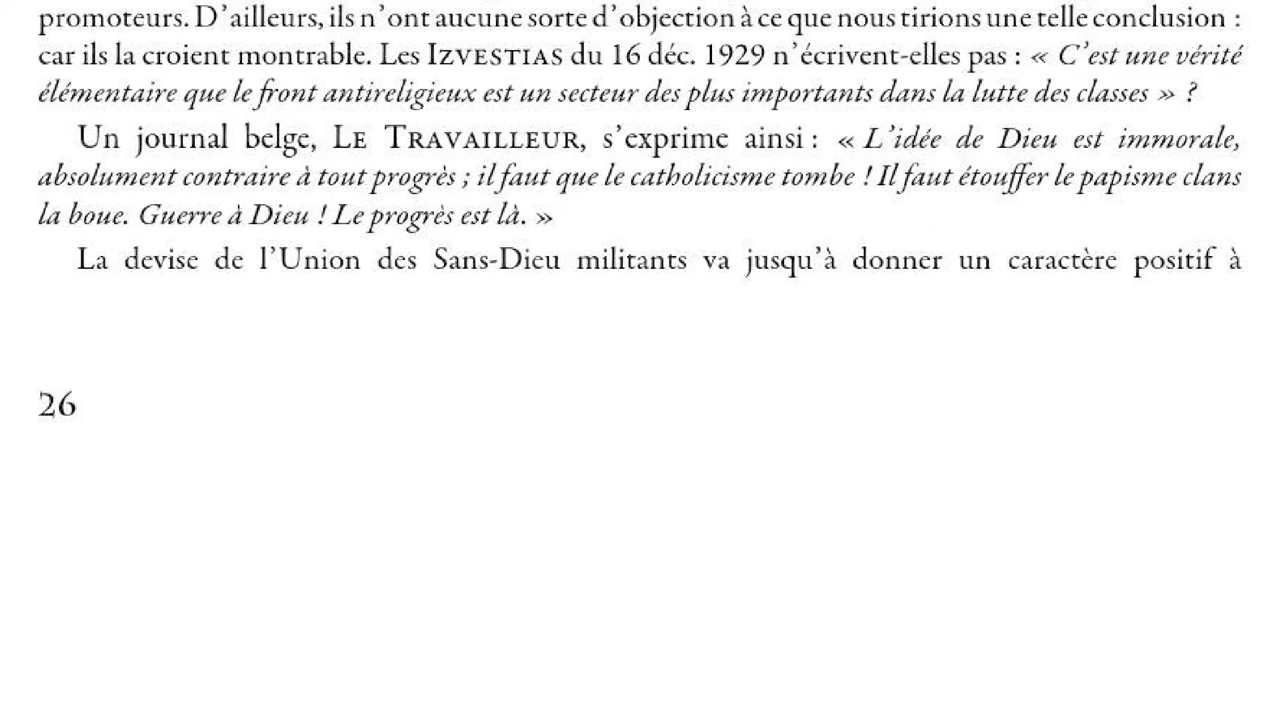 promoteurs. D'ailleurs, ils n'ont aucune sorte d'objection à ce que nous tirions une telle conclusion :
car ils la croient montrable. Les IZVESTIAS du 16 déc. 1929 n'écrivent-elles pas : « C'est une vérité
élémentaire que le front antireligieux est un secteur des plus importants dans la lutte des classes » ?
Un journal belge, LE TRAVAILLEUR, s'exprime ainsi : « L'idée de Dieu est immorale,
absolument contraire à tout progrès ; il faut que le catholicisme tombe ! Il faut étouffer le papisme clans
la boue. Guerre à Dieu ! Le progrès est là. »
La devise de l'Union des Sans-Dieu militants va jusqu'à donner un caractère positif à
26